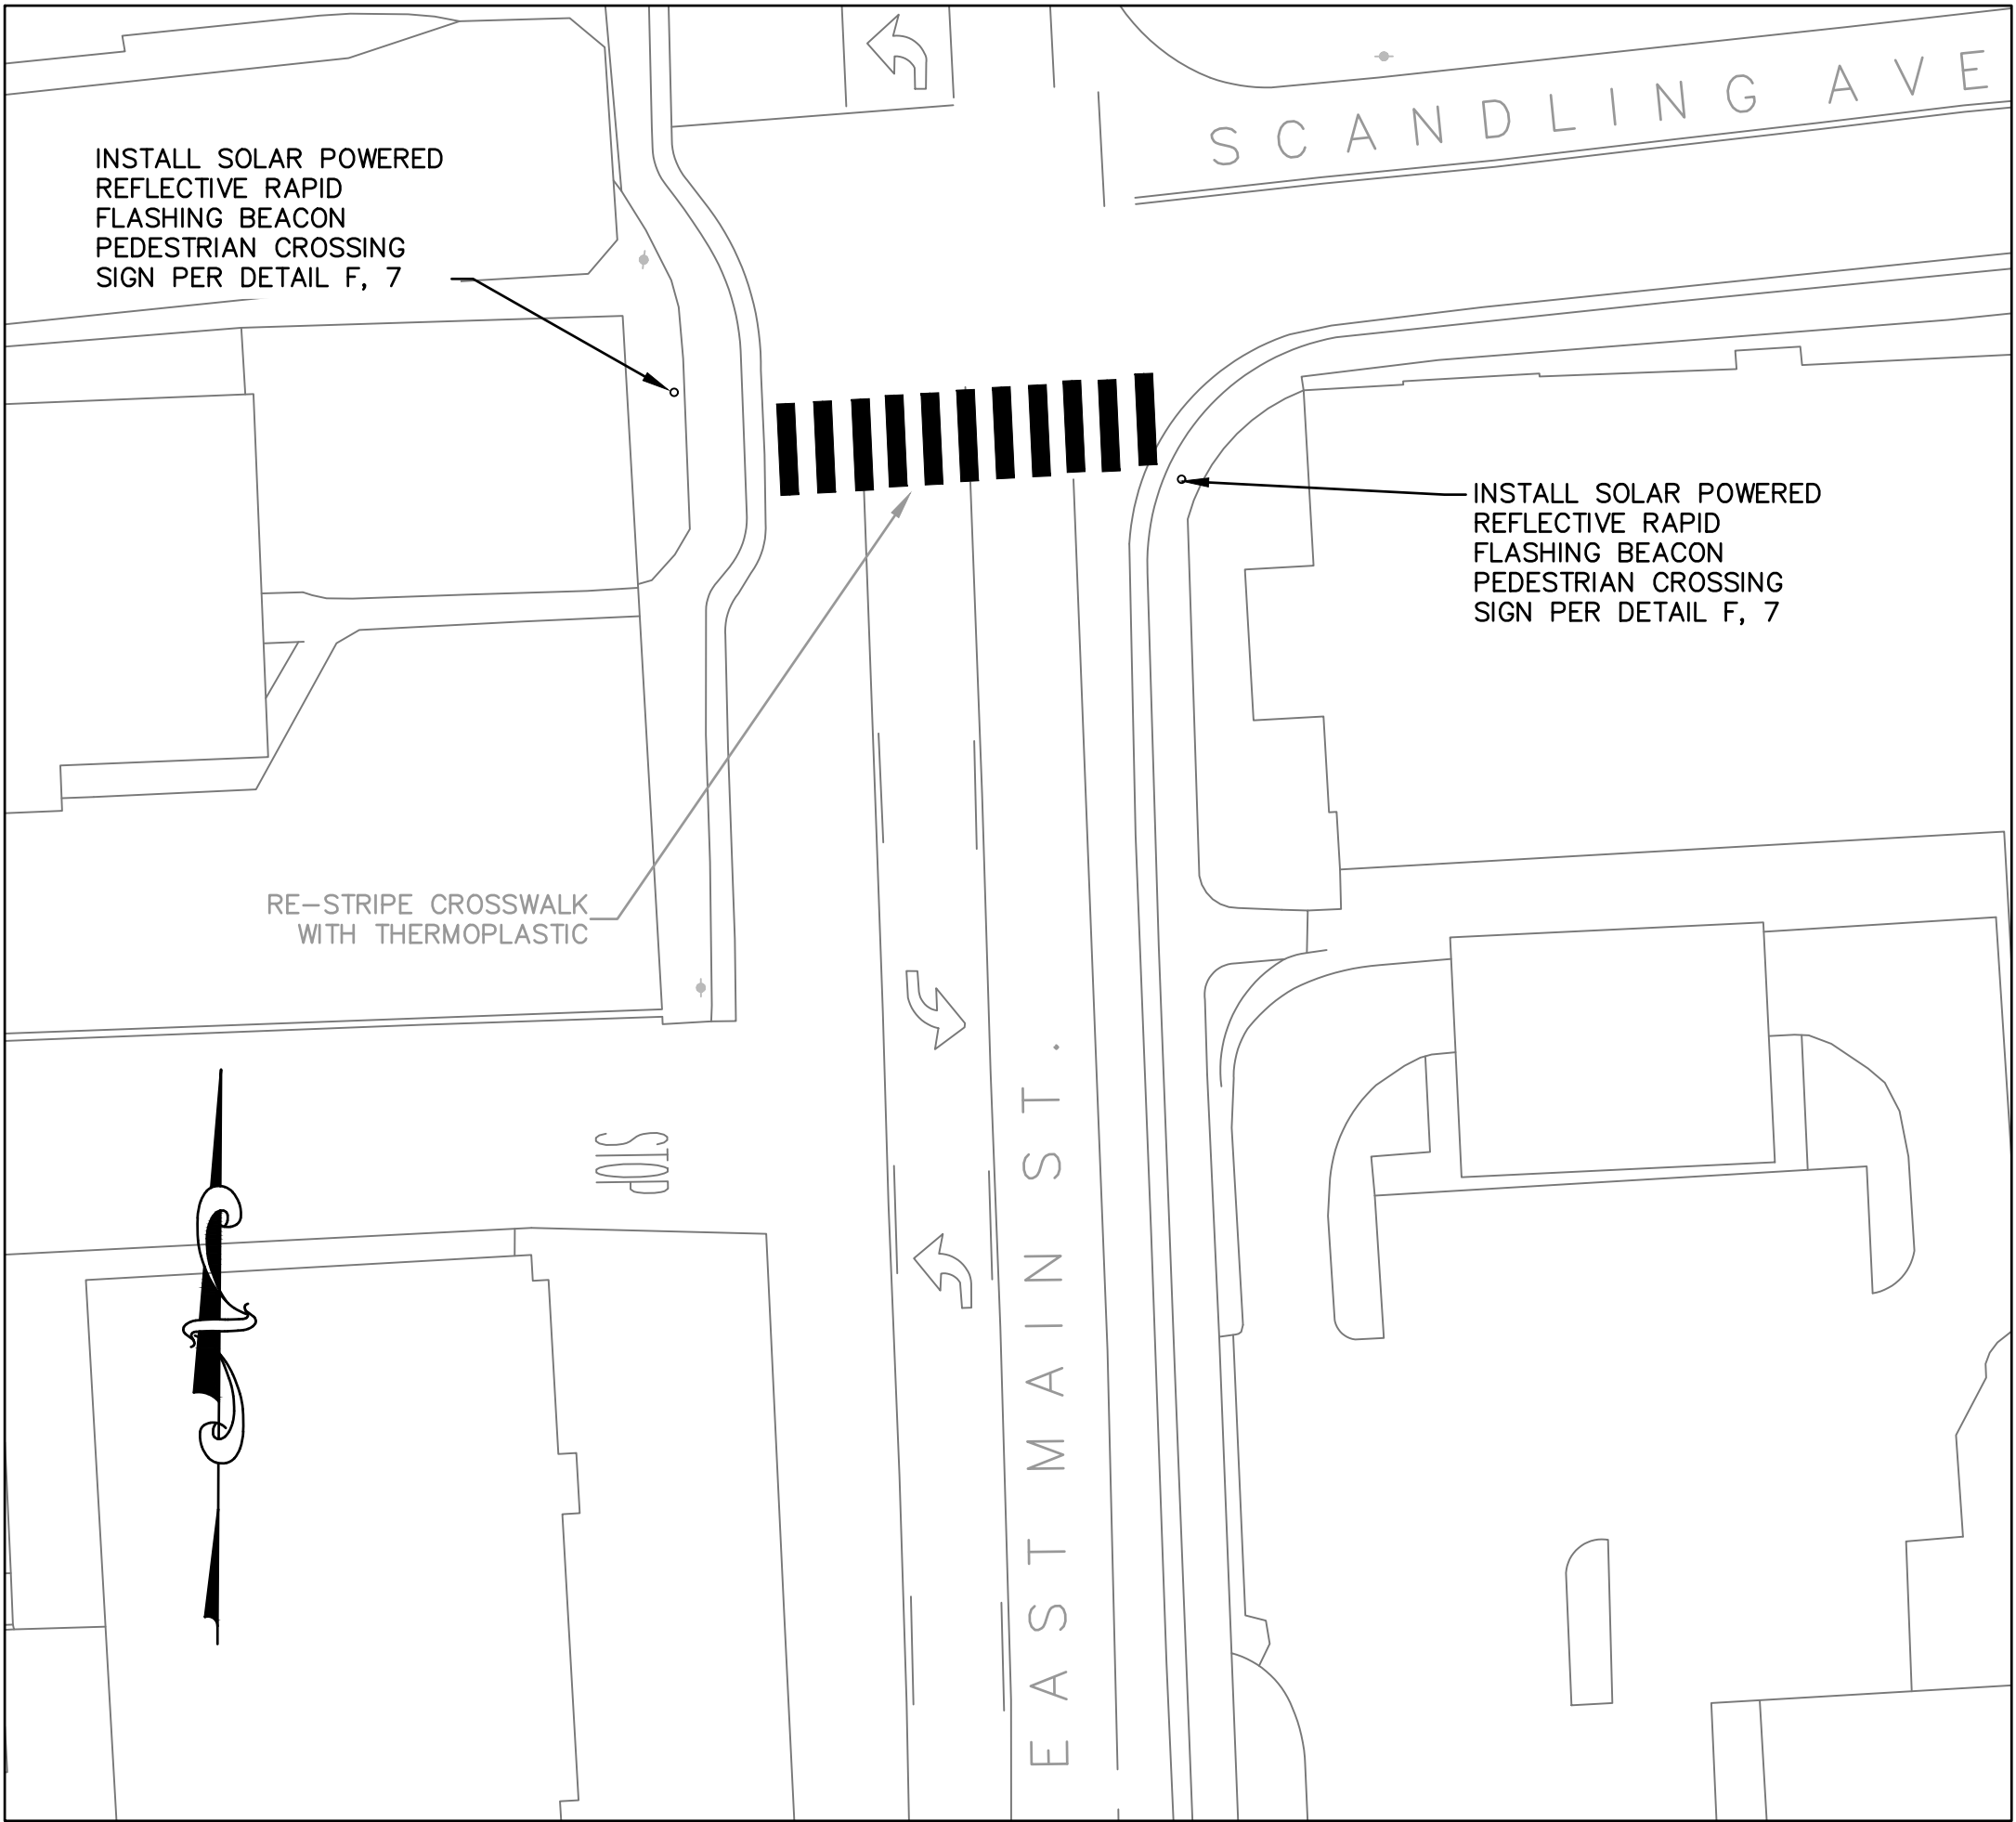 SCANDLING AVE
INSTALL SOLAR POWERED
REFLECTIVE RAPID
FLASHING BEACON
PEDESTRIAN CROSSING
SIGN PER DETAIL F, 7
INSTALL SOLAR POWERED
REFLECTIVE RAPID
FLASHING BEACON
PEDESTRIAN CROSSING
SIGN PER DETAIL F, 7
RE-STRIPE CROSSWALK
WITH THERMOPLASTIC
STOP
EAST MAIN ST.